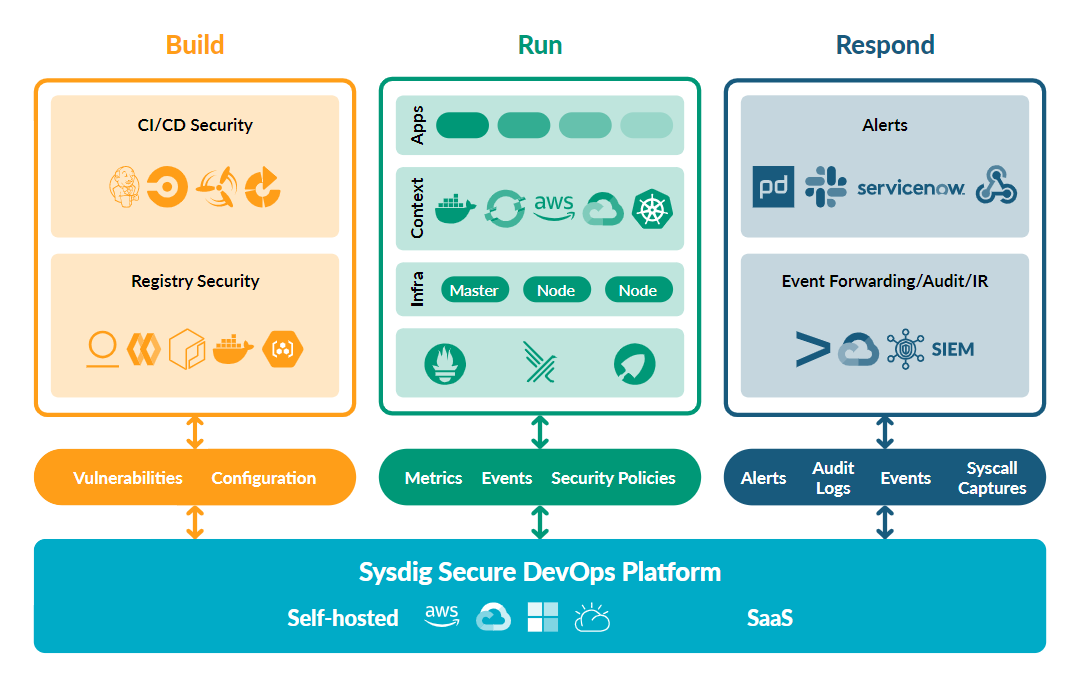 Build
Run
Respond
CI/CD Security
Registry Security
Apps
Context
aws
Infra
Master
Node
Node
Alerts
pd
servicenow.
Event Forwarding/Audit/IR
>
SIEM
Vulnerabilities
Configuration
Metrics
Events
Security Policies
Alerts
Audit
Logs
Events
Syscall
Captures
Sysdig Secure DevOps Platform
Self-hosted
aws
SaaS